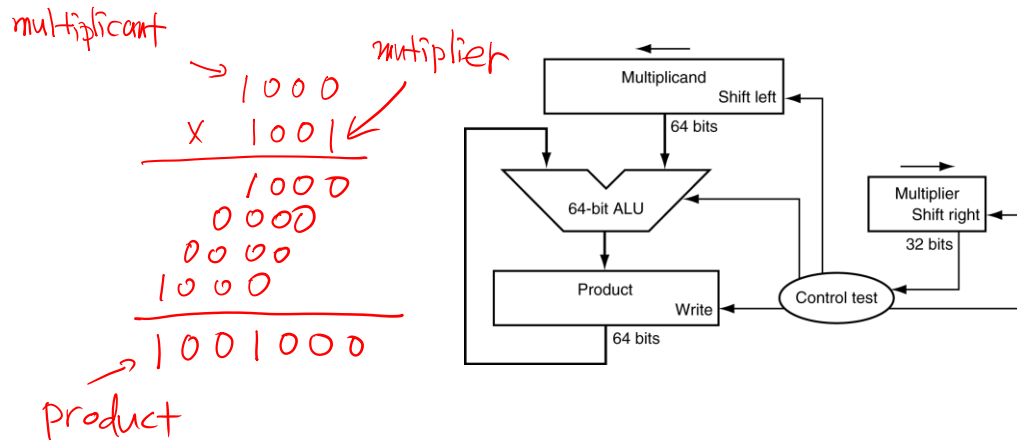 multiplicant
mutiplier
1000
x 1001
1000
0000
0000
1000
1001000
product
Multiplicand
Shift left
64 bits
64-bit ALU
Multiplier
Shift right
32 bits
Product
Write
Control test
64 bits